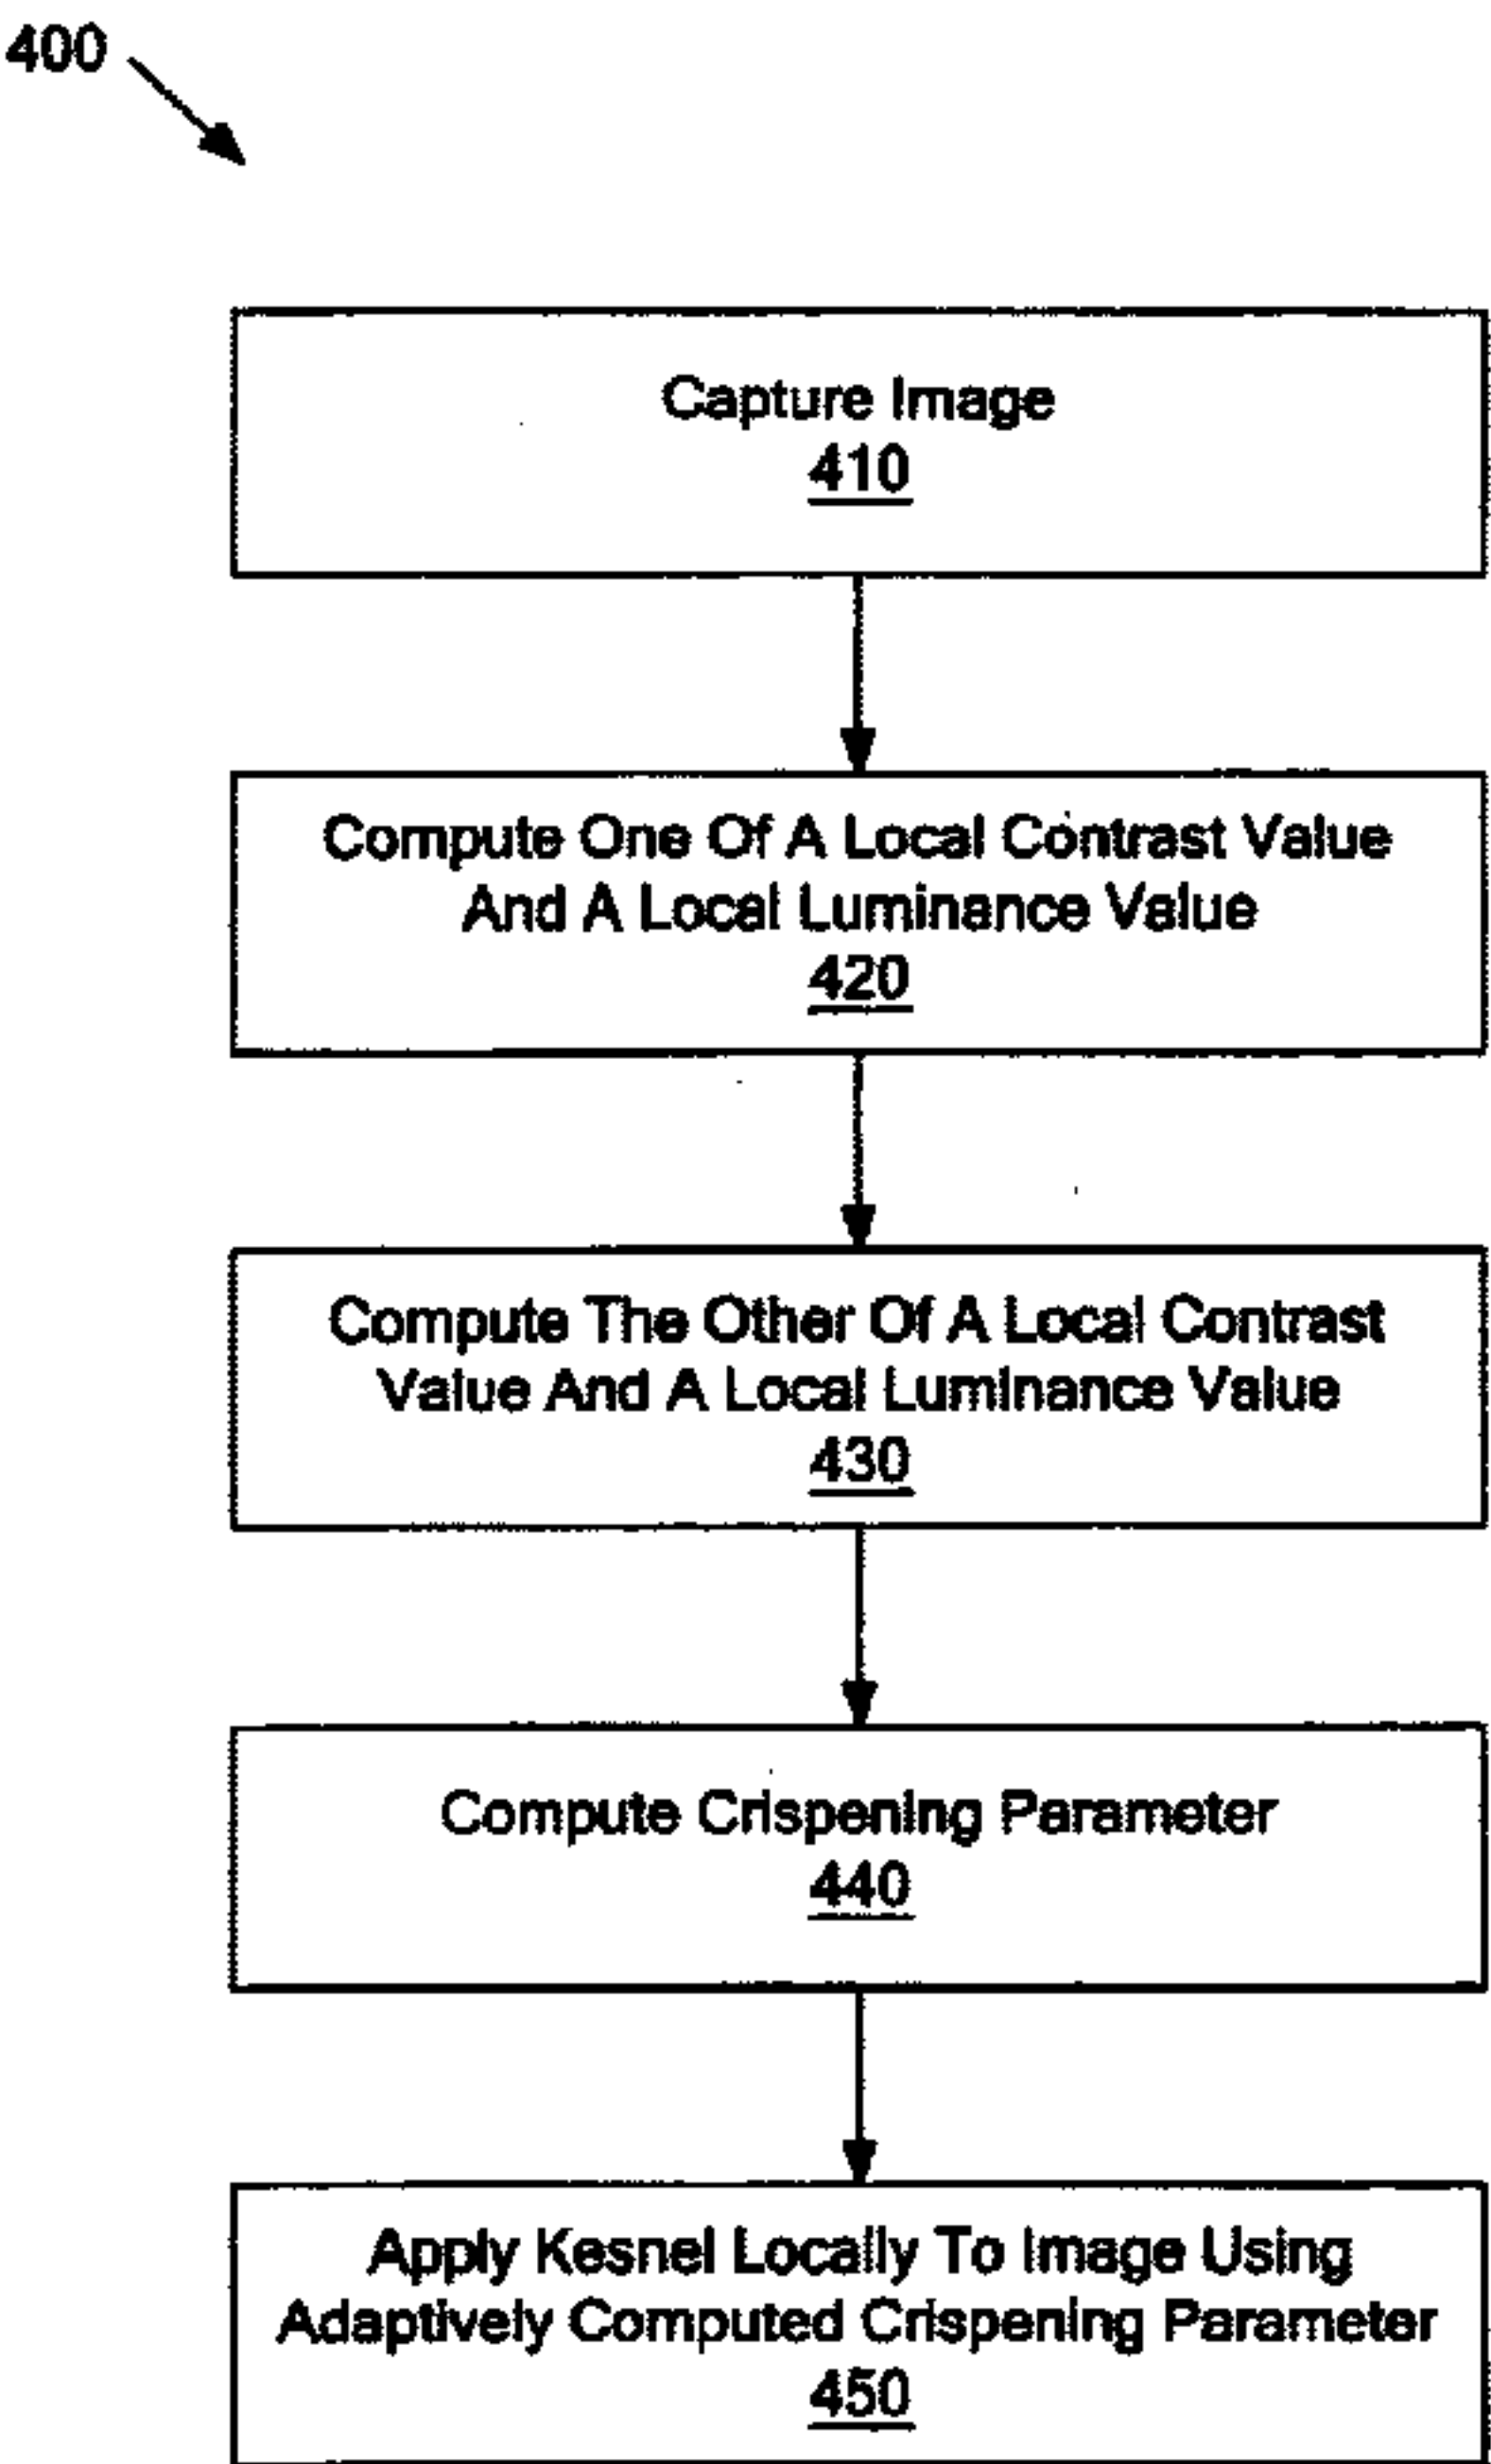 400
Capture Image
410
Compute One Of A Local Contrast Value
And A Local Luminance Value
420
Compute The Other Of A Local Contrast
Value And A Local Luminance Value
430
Compute Crispening Parameter
440
Apply Kesnel Locally To Image Using
Adaptively Computed Crispening Parameter
450